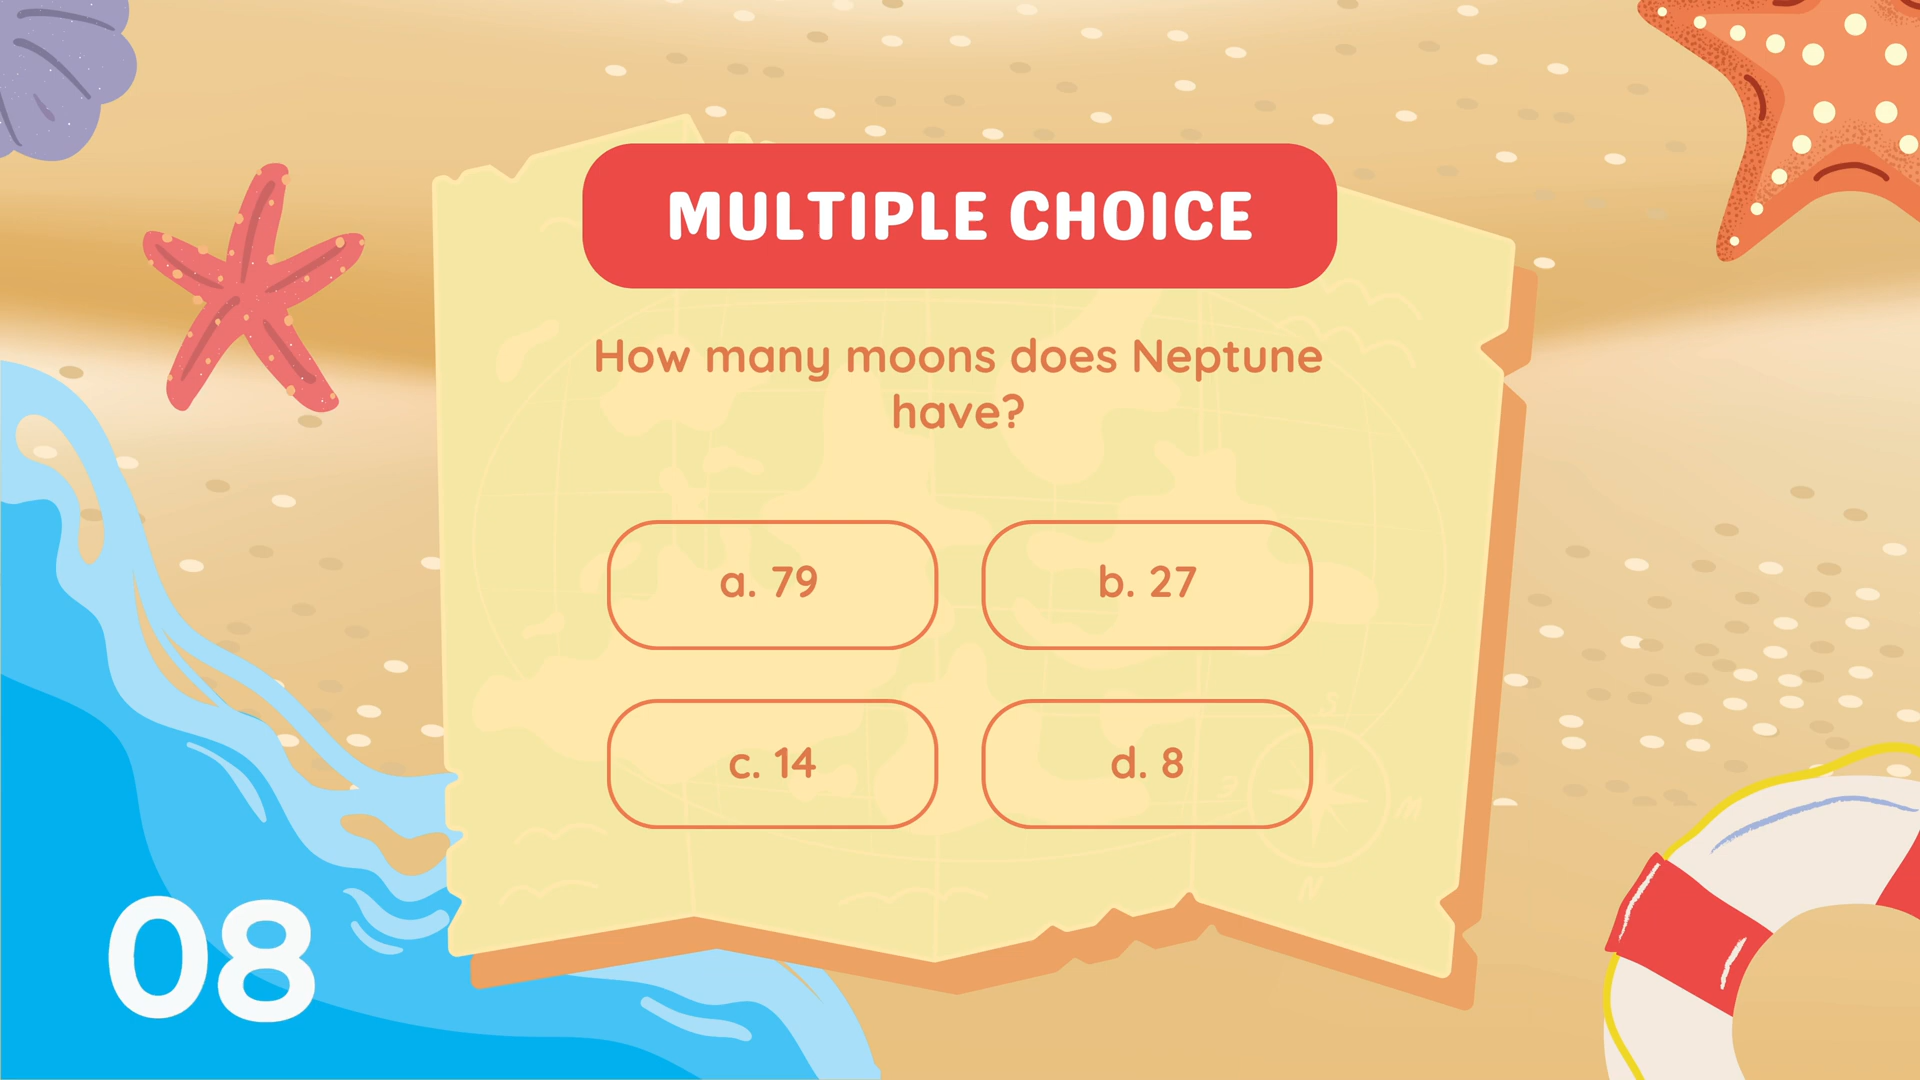 MULTIPLE CHOICE
How many moons does Neptune
have?
a. 79
b. 27
c. 14
d. 8
S
E
M
N
08